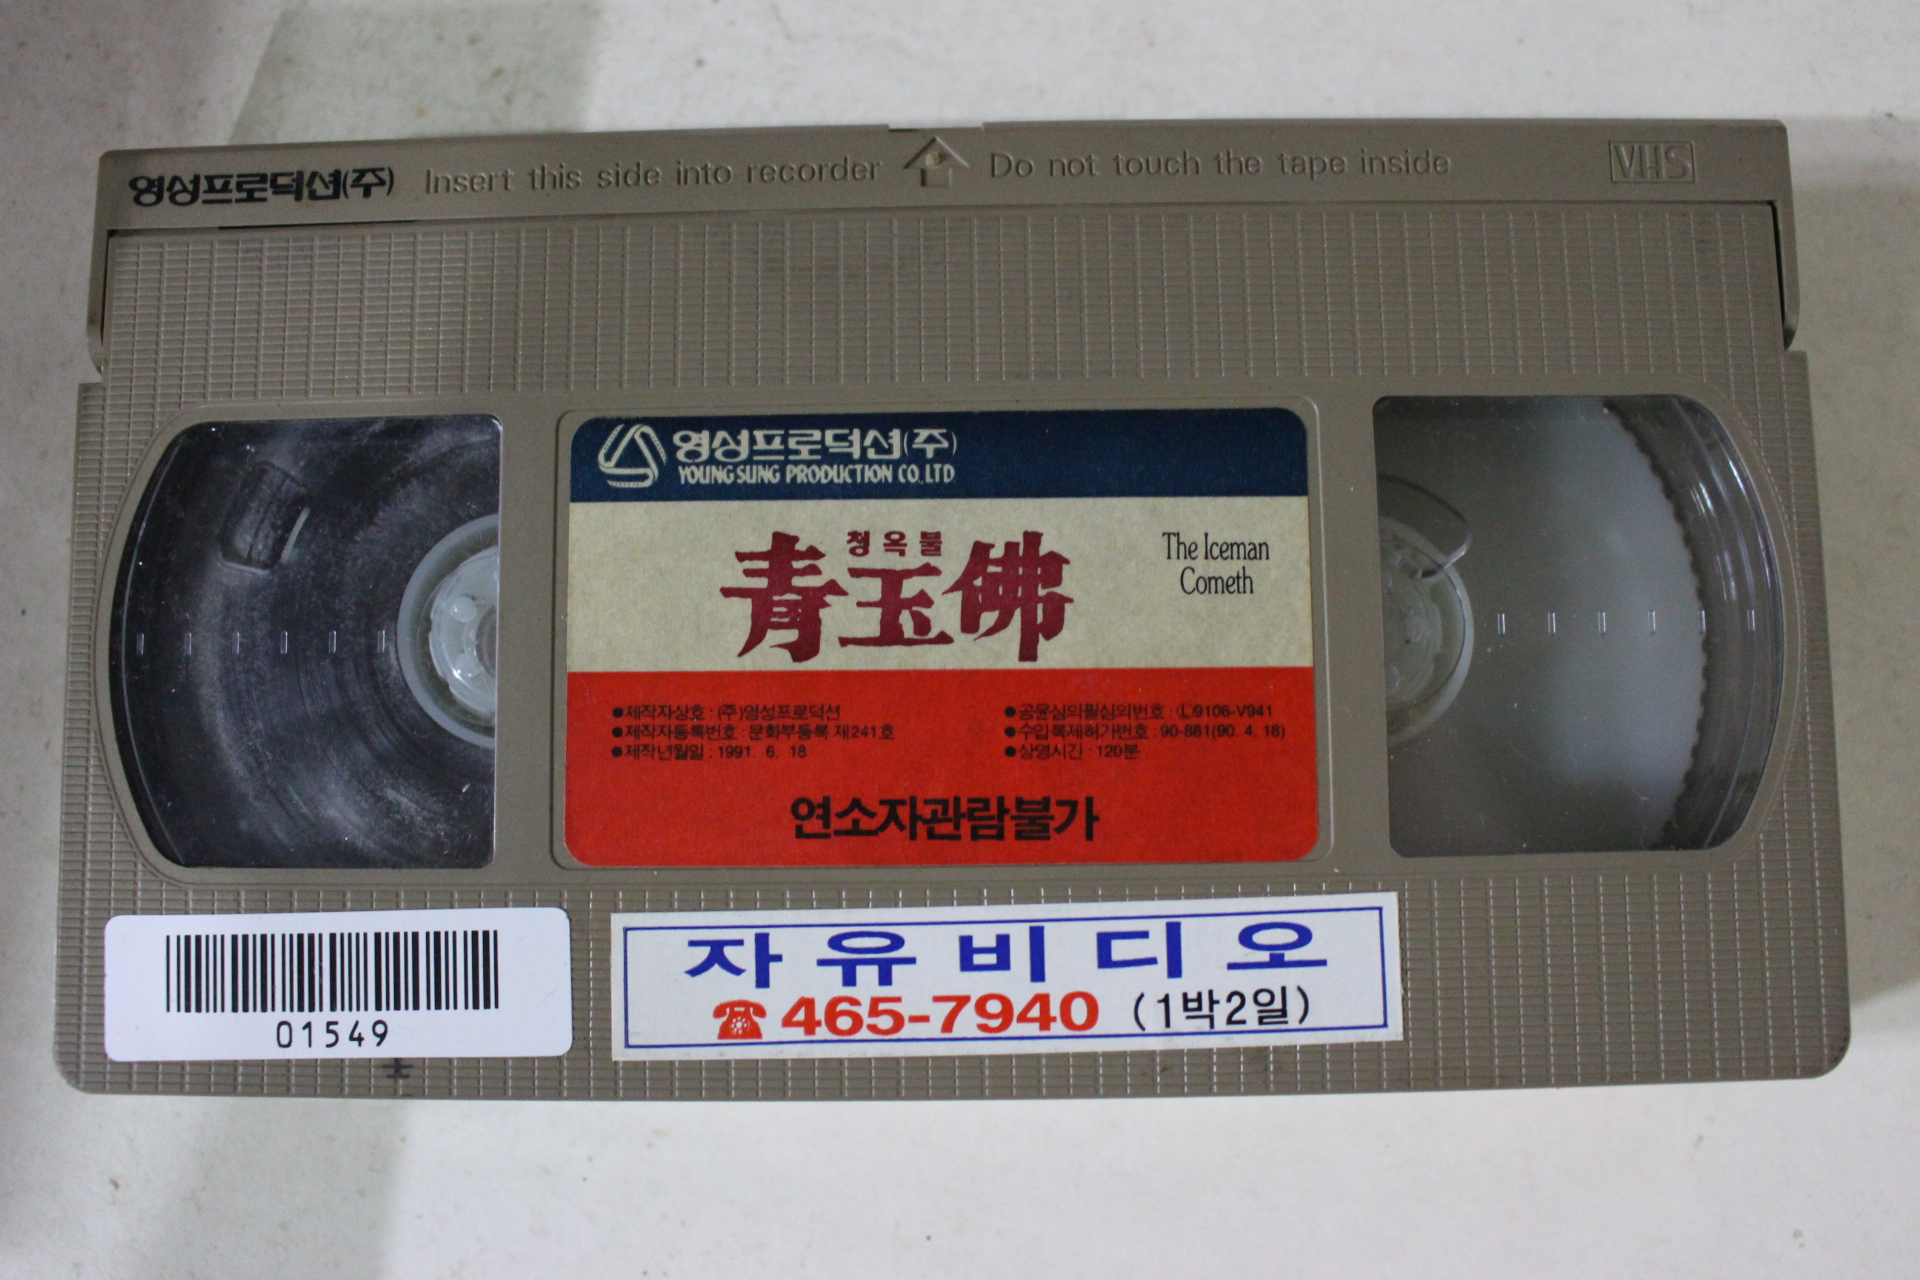 영성프로덕션(주) Insert this side into recorder Do not touch the tape inside VHS
영성프로덕션(주)
YOUNG SUNG PRODUCTION CO.,LTD
청옥불
靑玉佛
The Iceman
Cometh
●제작자상호 : (주)영성프로덕션
●제작자등록번호 : 문화부등록 제241호
●제작년월일 : 1991. 6. 18
●공윤심의필심의번호 : Ⓛ9106-V941
●수입복제허가번호 : 90-881(90. 4. 18)
●상영시간 : 120분
연소자관람불가
01549
자유비디오
☎465-7940 (1박2일)